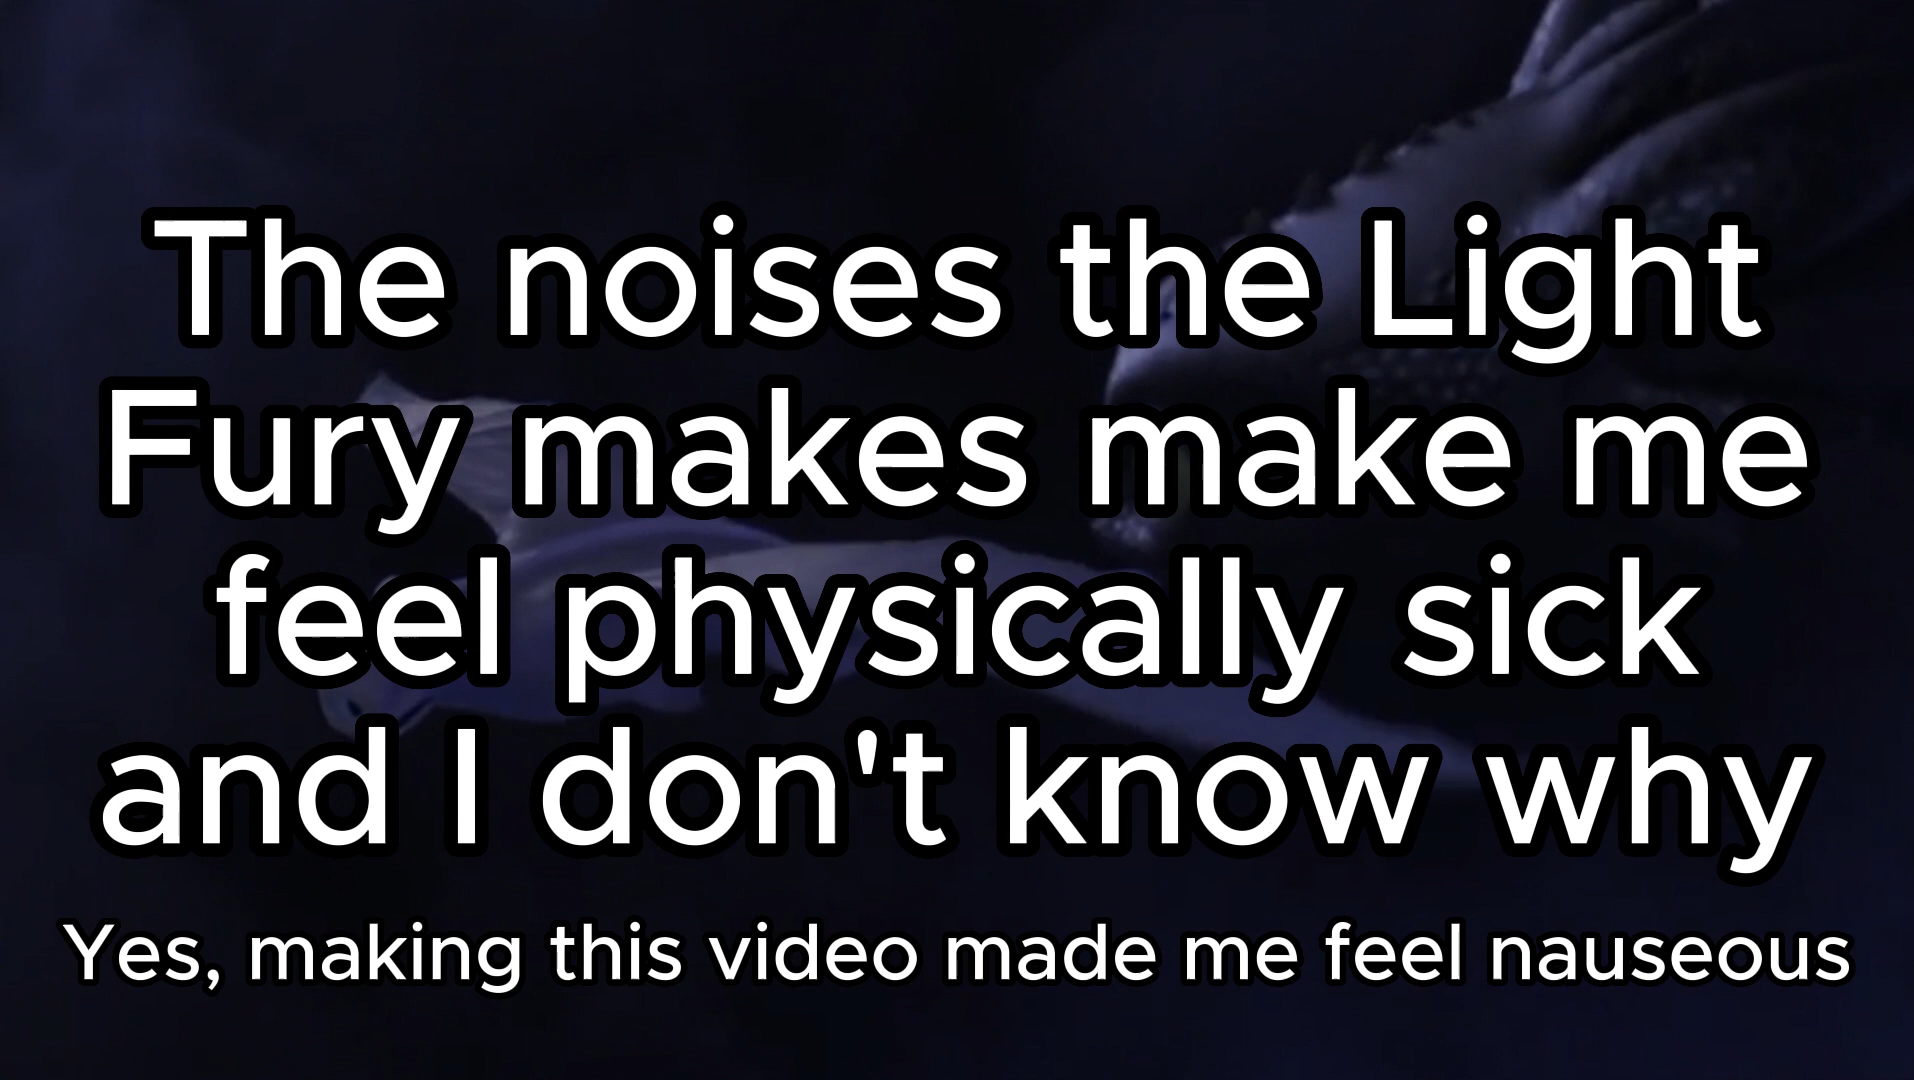 The noises the Light
Fury makes make me
feel physically sick
and I don't know why
Yes, making this video made me feel nauseous